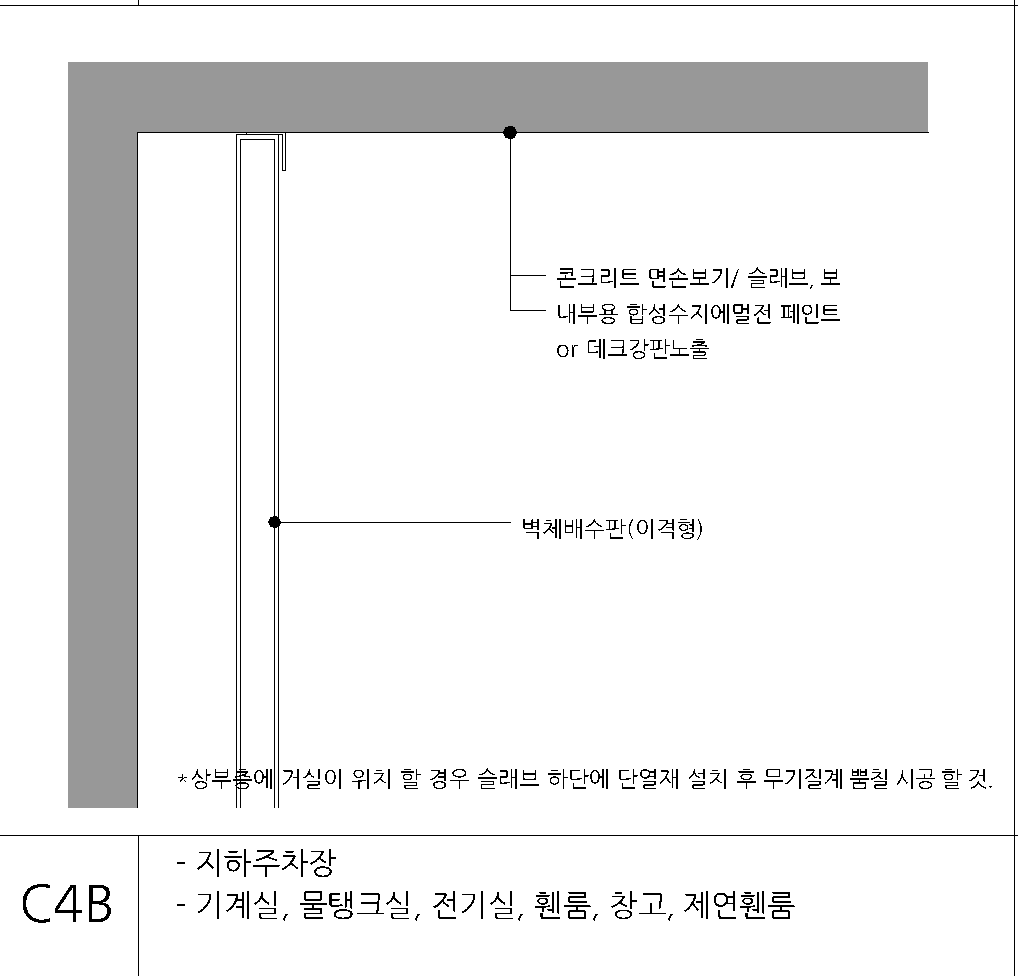 콘크리트 면손보기/ 슬래브, 보
내부용 합성수지에멀전 페인트
or 데크강판노출
벽체배수판(이격형)
*상부층에 거실이 위치 할 경우 슬래브 하단에 단열재 설치 후 무기질계 뿜칠 시공 할 것.
C4B
- 지하주차장
- 기계실, 물탱크실, 전기실, 휀룸, 창고, 제연휀룸